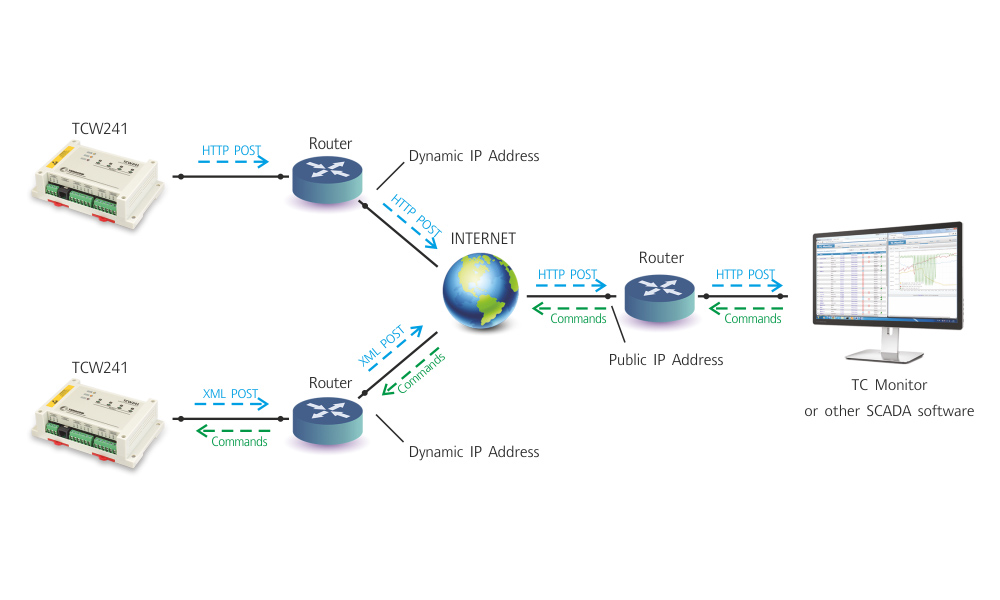 TCW241
HTTP POST
Router
Dynamic IP Address
HTTP POST
INTERNET
HTTP POST
Commands
Router
HTTP POST
Commands
Public IP Address
TC Monitor
or other SCADA software
TCW241
XML POST
Commands
Router
XML POST
Commands
Dynamic IP Address